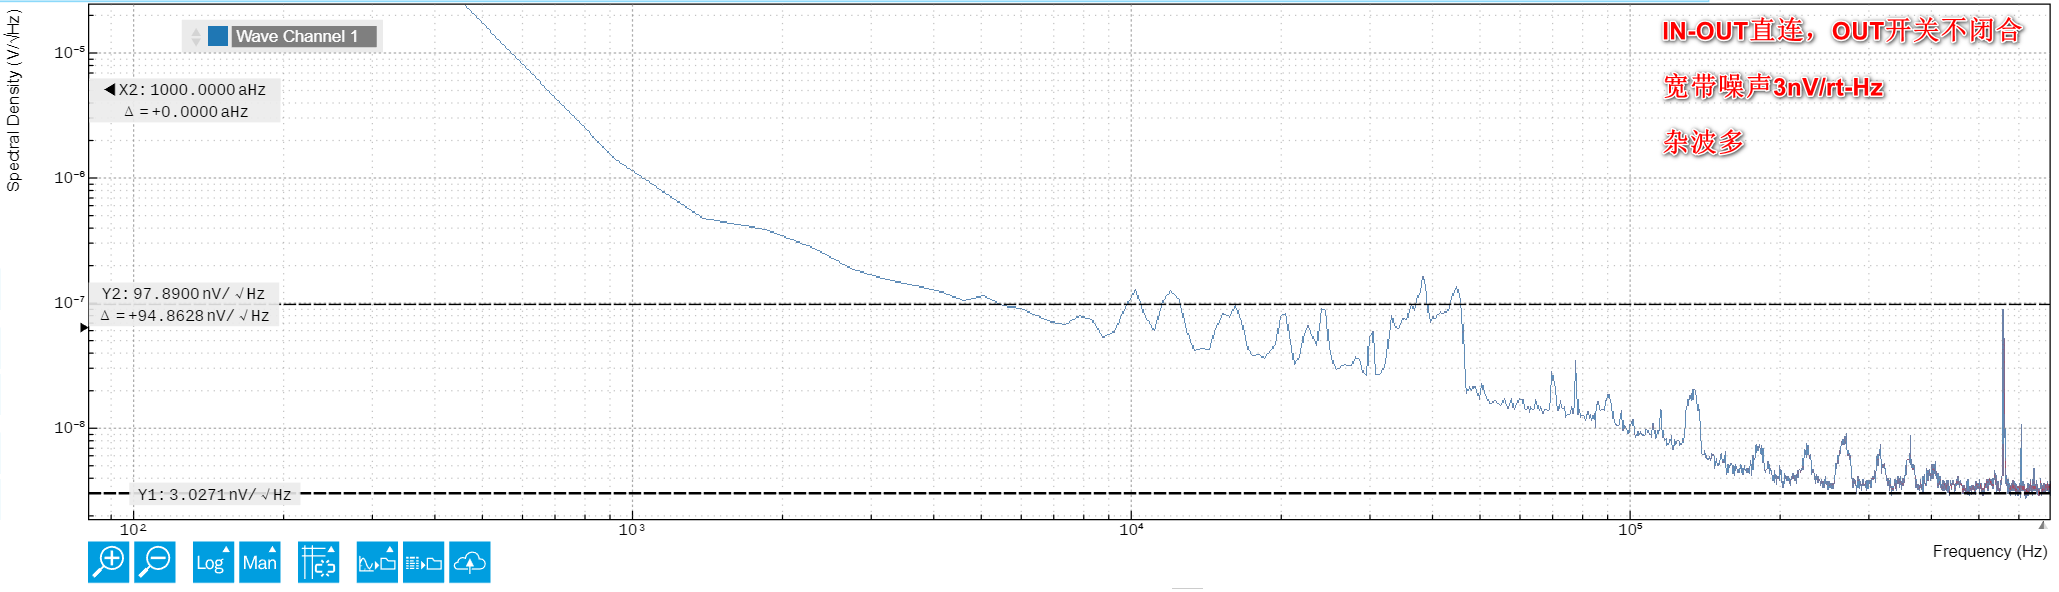 Spectral Density (V/√Hz)
Wave Channel 1
IN-OUT直连，OUT开关不闭合
宽带噪声3nV/rt-Hz
杂波多
10⁻⁵
X2: 1000.0000 aHz
Δ = +0.0000 aHz
10⁻⁶
Y2: 97.8900 nV/ √Hz
10⁻⁷
Δ = +94.8628 nV/ √Hz
10⁻⁸
Y1: 3.0271 nV/ √Hz
10² 10³ 10⁴ 10⁵
Frequency (Hz)
Log Man